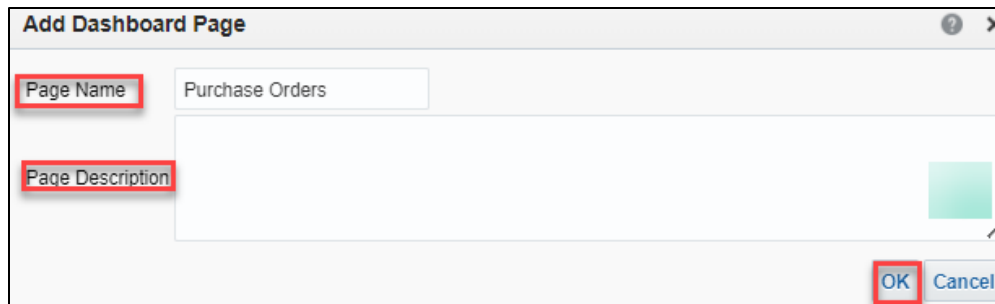 Add Dashboard Page
Page Name
Purchase Orders
Page Description
OK
Cancel